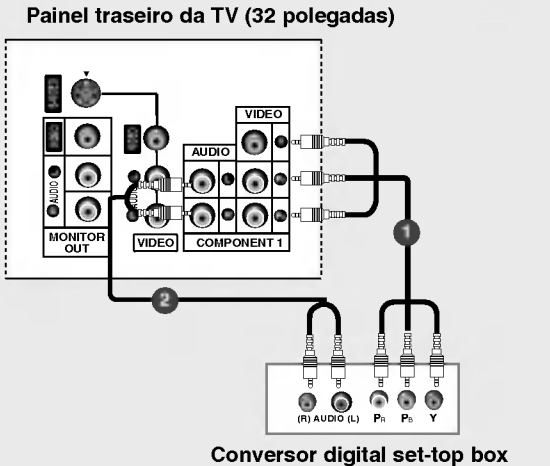 Painel traseiro da TV (32 polegadas)
VIDEO
AUDIO
AUDIO
MONITOR
OUT
VIDEO
COMPONENT 1
1
2
(R) AUDIO (L) PR PB Y
Conversor digital set-top box